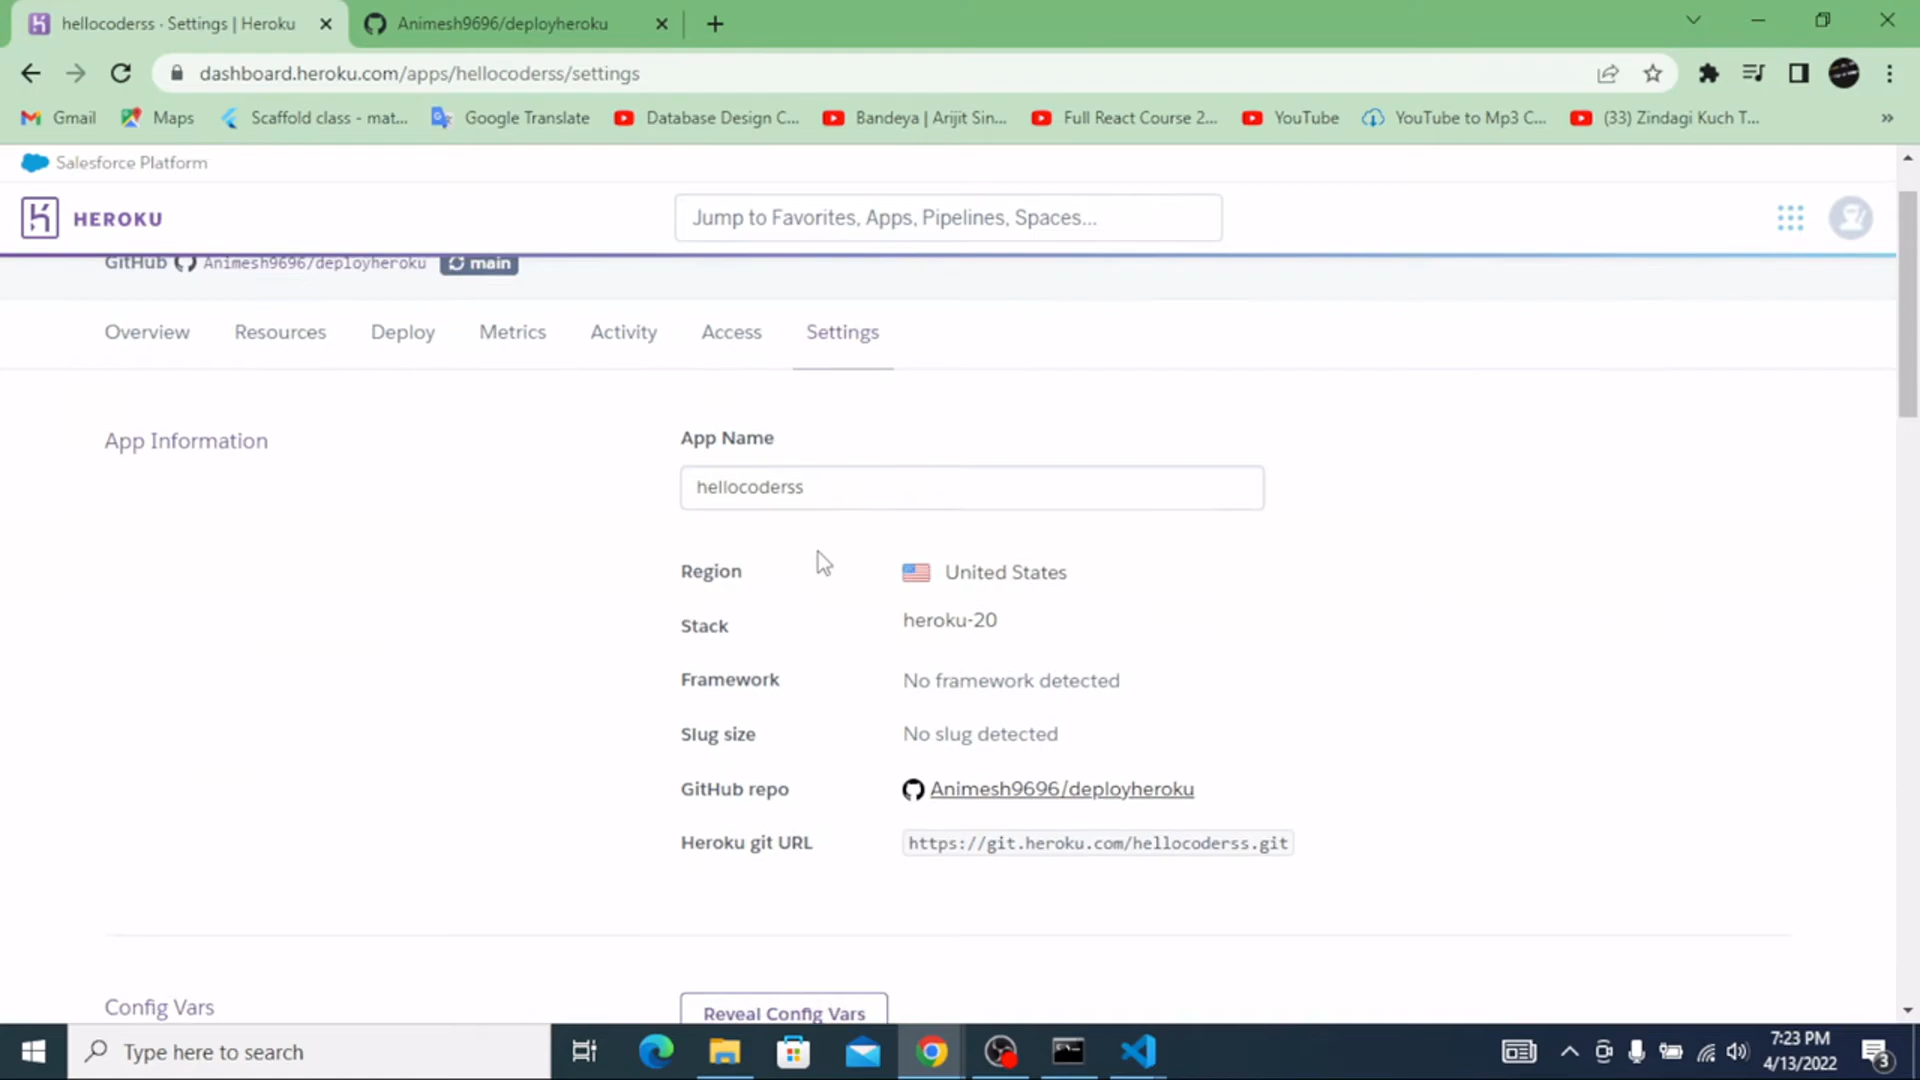 hellocoderss · Settings | Heroku
Animesh9696/deployheroku
dashboard.heroku.com/apps/hellocoderss/settings
Gmail
Maps
Scaffold class - mat...
Google Translate
Database Design C...
Bandeya | Arijit Sin...
Full React Course 2...
YouTube
YouTube to Mp3 C...
(33) Zindagi Kuch T...
»
Salesforce Platform
HEROKU
Jump to Favorites, Apps, Pipelines, Spaces...
GitHub Animesh9696/deployheroku main
Overview
Resources
Deploy
Metrics
Activity
Access
Settings
App Information
App Name
hellocoderss
Region United States
Stack heroku-20
Framework No framework detected
Slug size No slug detected
GitHub repo Animesh9696/deployheroku
Heroku git URL https://git.heroku.com/hellocoderss.git
Config Vars
Reveal Config Vars
Type here to search
7:23 PM
4/13/2022
3